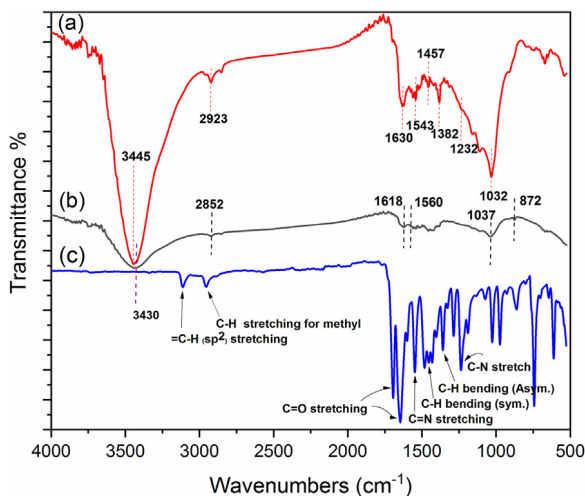 (a)
1457
2923
1543
1382
1630
1232
3445
1032
(b)
2852
1618
1560
1037
872
(c)
3430
C-H stretching for methyl
=C-H (sp2) stretching
C-N stretch
C-H bending (Asym.)
C-H bending (sym.)
C=O stretching
C=N stretching
Transmittance %
4000 3500 3000 2500 2000 1500 1000 500
Wavenumbers (cm-1)